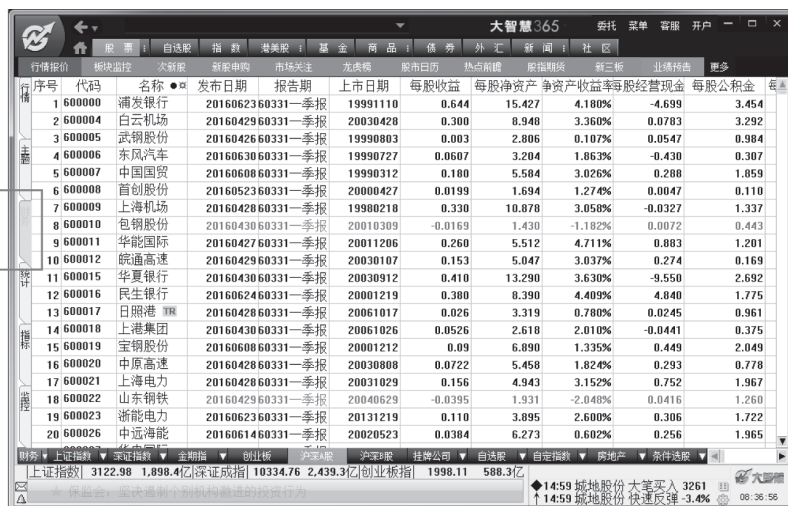 大智慧365 委托 菜单 客服 开户
股 票 自选股 指 数 港美股 基 金 商 品 债 券 外 汇 新 闻 社 区
行情报价 板块监控 次新股 新股申购 市场关注 龙虎榜 股市日历 热点前瞻 股指期货 新三板 业绩预告 更多
序号 代码 名称 发布日期 报告期 上市日期 每股收益 每股净资产 净资产收益率 每股经营现金 每股公积金 每
1 600000 浦发银行 20160623 60331一季报 19991110 0.644 15.427 4.180% -4.699 3.454
2 600004 白云机场 20160429 60331一季报 20030428 0.300 8.948 3.360% 0.0783 3.292
3 600005 武钢股份 20160426 60331一季报 19990803 0.003 2.806 0.107% 0.0547 0.984
4 600006 东风汽车 20160630 60331一季报 19990727 0.0607 3.204 1.863% -0.430 0.307
5 600007 中国国贸 20160608 60331一季报 19990312 0.180 5.584 3.026% 0.288 1.859
6 600008 首创股份 20160523 60331一季报 20000427 0.0199 1.694 1.274% 0.0047 0.110
7 600009 上海机场 20160428 60331一季报 19980218 0.330 10.878 3.058% -0.0327 1.337
8 600010 包钢股份 20160430 60331一季报 20010309 -0.0169 1.430 -1.182% 0.0072 0.443
9 600011 华能国际 20160427 60331一季报 20011206 0.260 5.512 4.711% 0.883 1.201
10 600012 皖通高速 20160429 60331一季报 20030107 0.153 5.047 3.037% 0.274 0.169
11 600015 华夏银行 20160430 60331一季报 20030912 0.410 13.290 3.630% -9.550 2.692
12 600016 民生银行 20160624 60331一季报 20001219 0.380 8.390 4.409% 4.840 1.775
13 600017 日照港 TR 20160428 60331一季报 20061017 0.026 3.319 0.780% 0.0245 0.961
14 600018 上港集团 20160430 60331一季报 20061026 0.0526 2.618 2.010% -0.0441 0.375
15 600019 宝钢股份 20160608 60331一季报 20001212 0.09 6.890 1.335% 0.449 2.049
16 600020 中原高速 20160428 60331一季报 20030808 0.0722 5.458 1.824% 0.293 0.778
17 600021 上海电力 20160428 60331一季报 20031029 0.156 4.943 3.152% 0.752 1.967
18 600022 山东钢铁 20160429 60331一季报 20040629 -0.0395 1.931 -2.048% 0.0416 1.260
19 600023 浙能电力 20160623 60331一季报 20131219 0.110 3.895 2.600% 0.306 1.722
20 600026 中远海能 20160614 60331一季报 20020523 0.0384 6.273 0.602% 0.256 1.965
行情
主题
统计
指标
监控
财务 上证指数 深证指数 金期指 创业板 沪深A股 沪深B股 挂牌公司 自选股 自定指数 房地产 条件选股
上证指数 3122.98 1,898.4亿 深证成指 10334.76 2,439.3亿 创业板指 1998.11 588.3亿
保监会：坚决遏制个别机构激进的投资行为
◆14:59 城地股份 大笔买入 3261
↑14:59 城地股份 快速反弹 -3.4%
大智慧
08:36:56